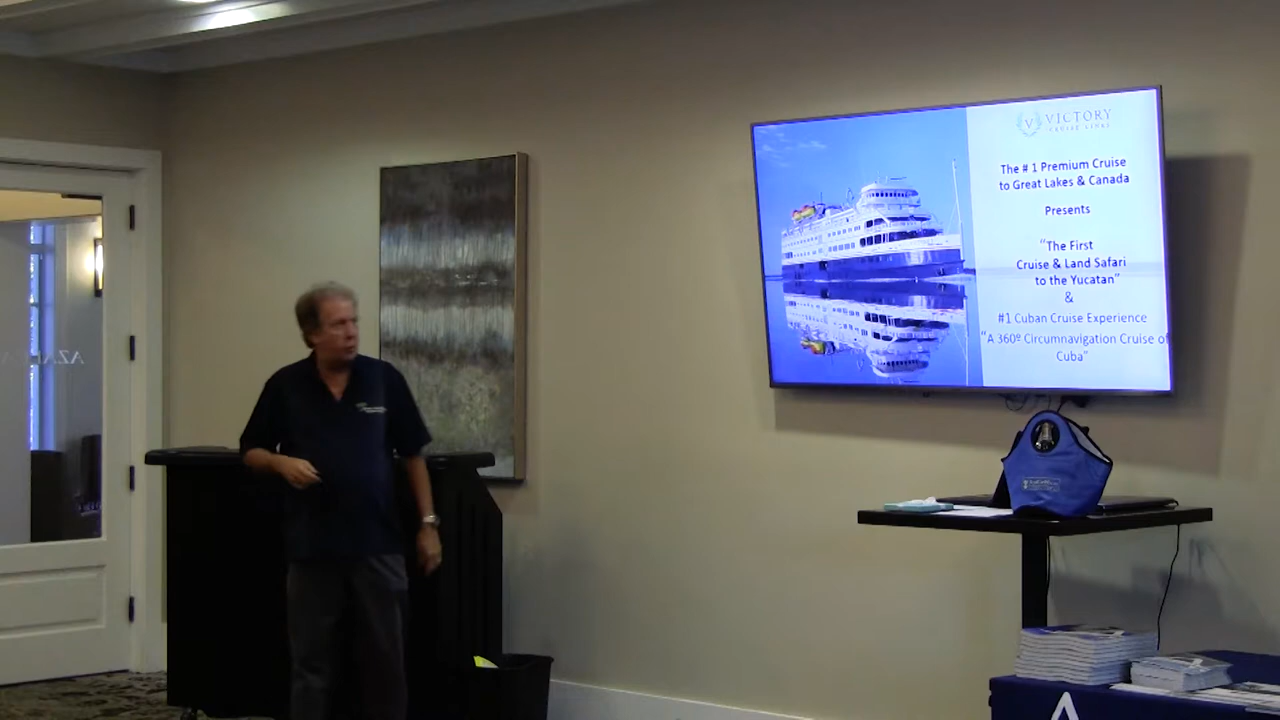 VICTORY
CRUISE LINES
The # 1 Premium Cruise
to Great Lakes & Canada
Presents
"The First
Cruise & Land Safari
to the Yucatan"
&
#1 Cuban Cruise Experience
"A 360º Circumnavigation Cruise of
Cuba"